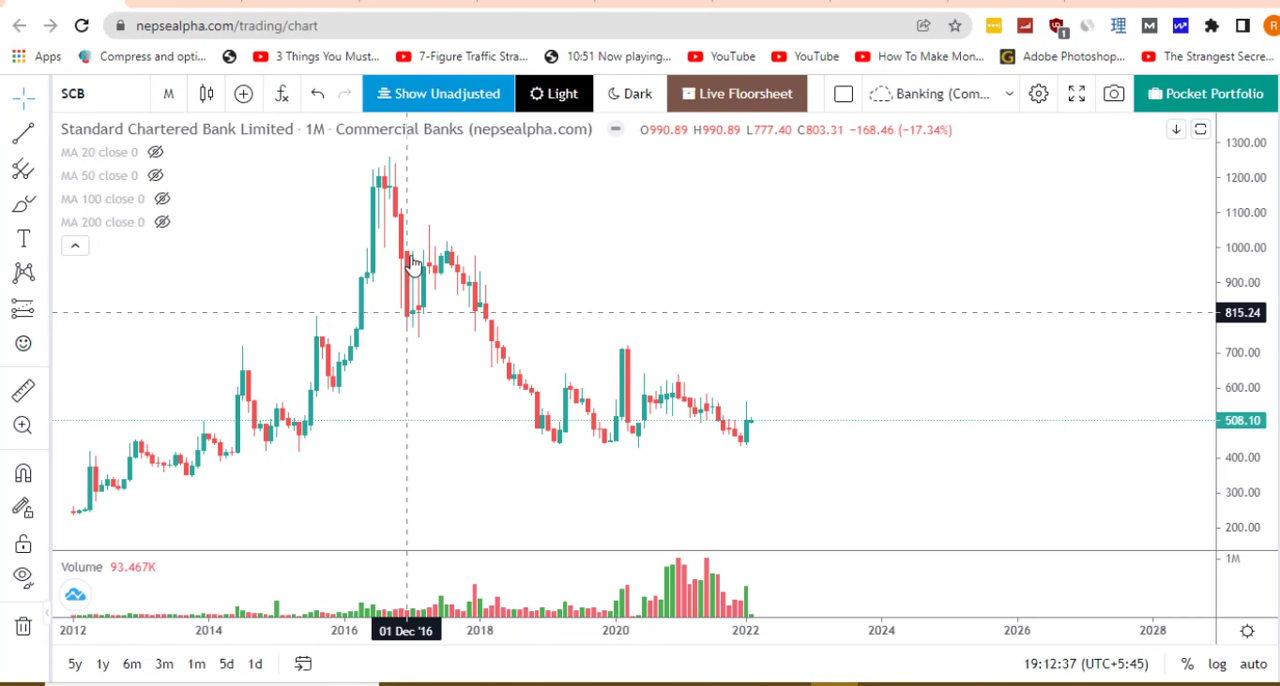 nepsealpha.com/trading/chart
R
1
Apps
Compress and opti...
3 Things You Must...
7-Figure Traffic Stra...
10:51 Now playing...
YouTube
YouTube
How To Make Mon...
Adobe Photoshop...
The Strangest Secre...
SCB
M
Show Unadjusted
Light
Dark
Live Floorsheet
Banking (Com...
Pocket Portfolio
Standard Chartered Bank Limited · 1M · Commercial Banks (nepsealpha.com)
O990.89 H990.89 L777.40 C803.31 −168.46 (−17.34%)
MA 20 close 0
MA 50 close 0
MA 100 close 0
MA 200 close 0
1300.00
1200.00
1100.00
1000.00
900.00
815.24
700.00
600.00
508.10
400.00
300.00
200.00
Volume 93.467K
1M
2012
2014
2016
01 Dec '16
2018
2020
2022
2024
2026
2028
5y 1y 6m 3m 1m 5d 1d
19:12:37 (UTC+5:45)
% log auto